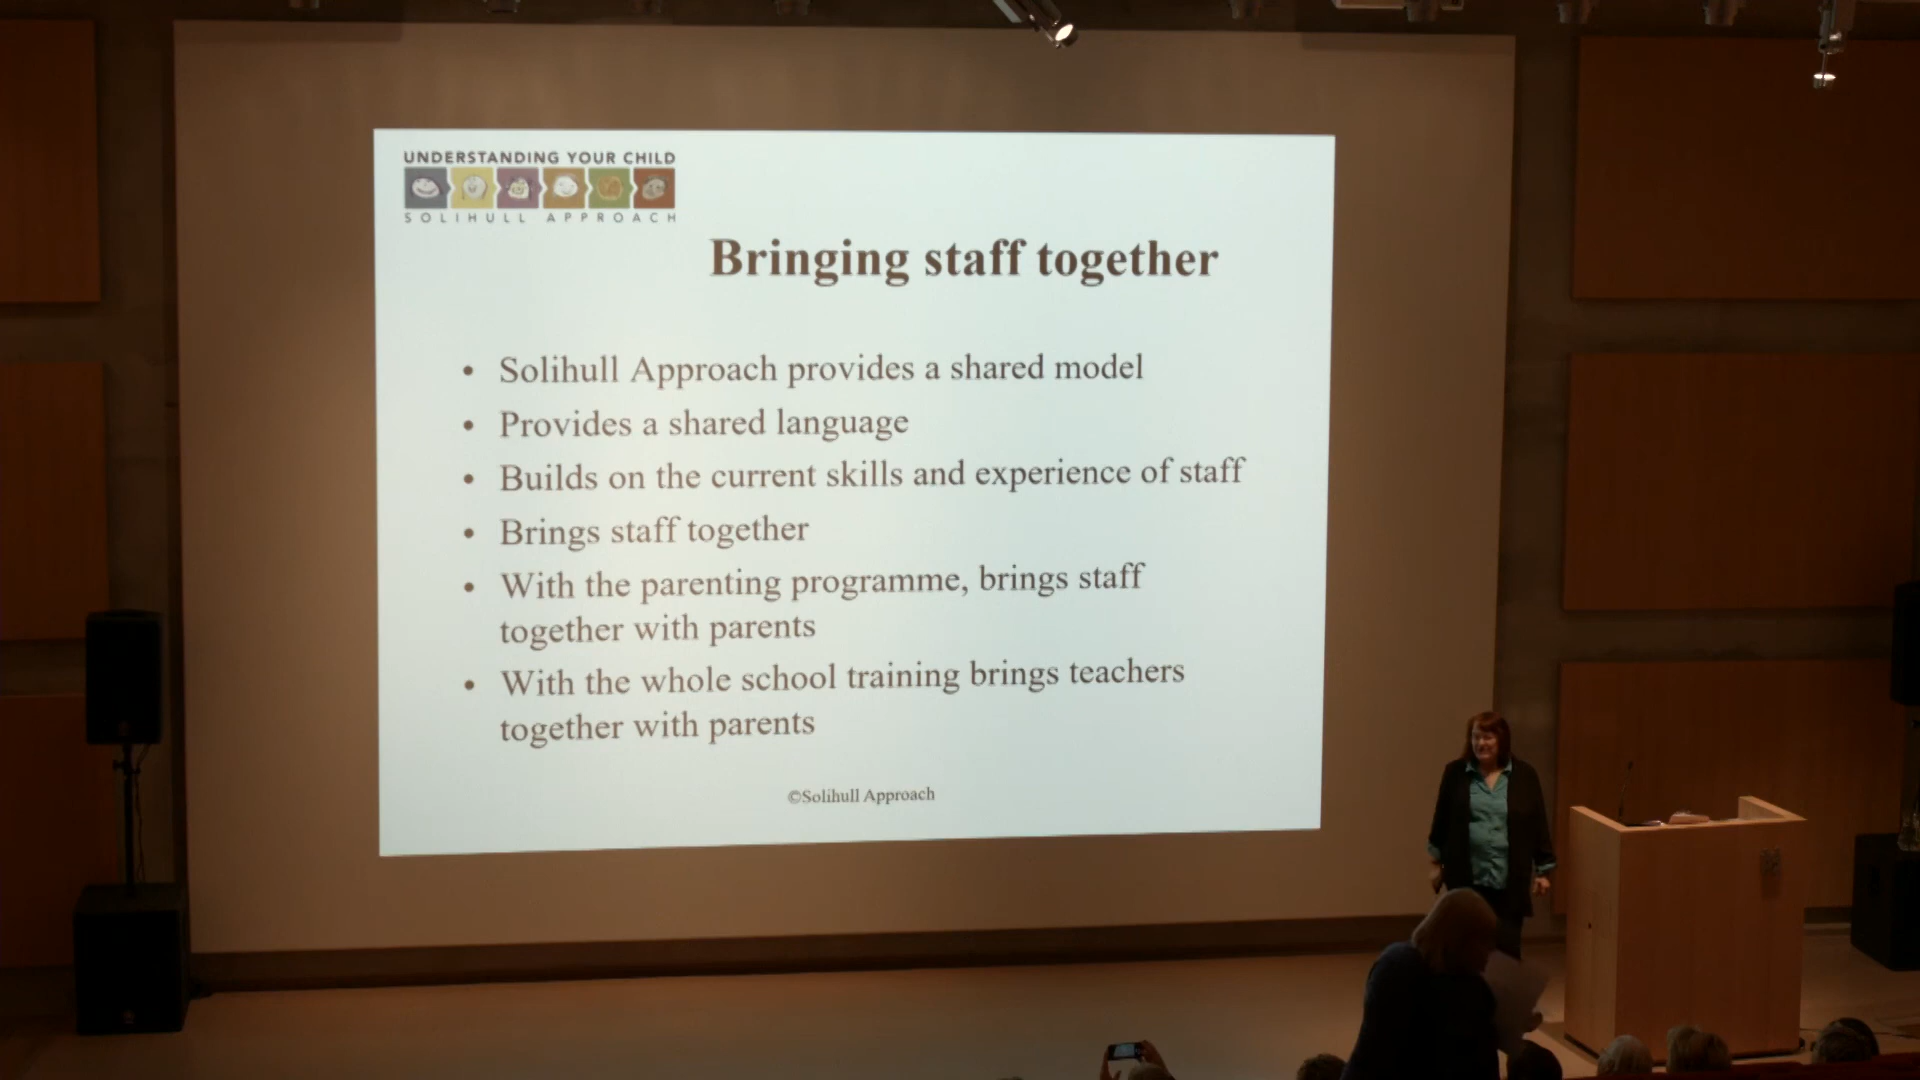 UNDERSTANDING YOUR CHILD
SOLIHULL APPROACH
Bringing staff together
• Solihull Approach provides a shared model
• Provides a shared language
• Builds on the current skills and experience of staff
• Brings staff together
• With the parenting programme, brings staff
together with parents
• With the whole school training brings teachers
together with parents
©Solihull Approach